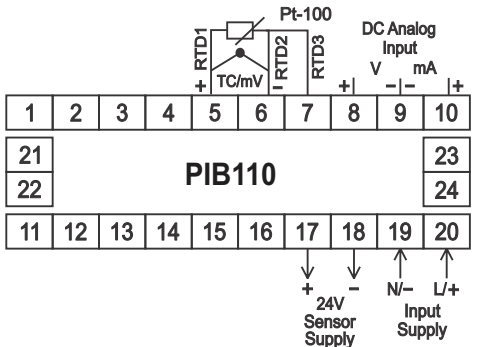 Pt-100
DC Analog
Input
RTD1
RTD2
RTD3
TC/mV
V
mA
+
−
+
−
−
+
1 2 3 4 5 6 7 8 9 10
21
22
PIB110
23
24
11 12 13 14 15 16 17 18 19 20
+
−
N/−
L/+
24V
Sensor
Supply
Input
Supply